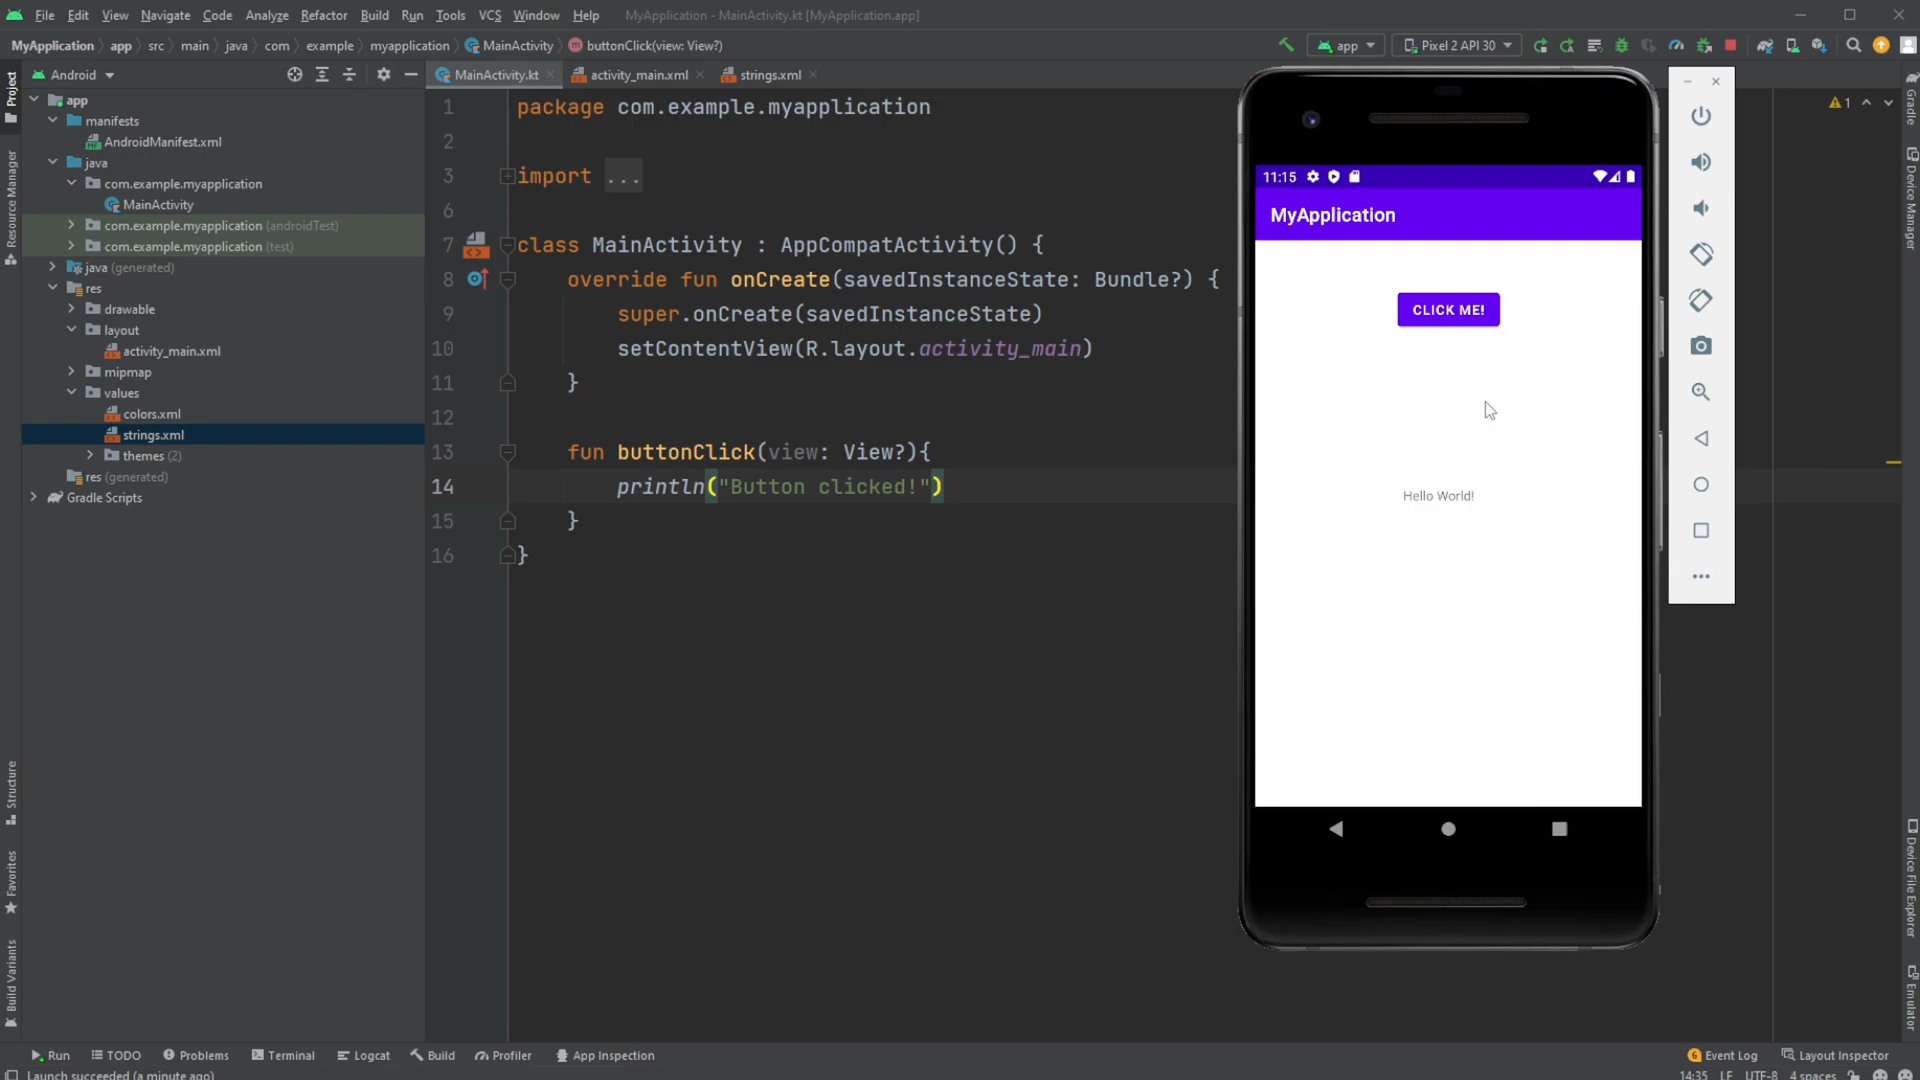 File Edit View Navigate Code Analyze Refactor Build Run Tools VCS Window Help MyApplication - MainActivity.kt [MyApplication.app]
MyApplication app src main java com example myapplication MainActivity buttonClick(view: View?) app Pixel 2 API 30
Android
MainActivity.kt activity_main.xml strings.xml
Project
Resource Manager
Structure
Favorites
Build Variants
app
manifests
AndroidManifest.xml
java
com.example.myapplication
MainActivity
com.example.myapplication (androidTest)
com.example.myapplication (test)
java (generated)
res
drawable
layout
activity_main.xml
mipmap
values
colors.xml
strings.xml
themes (2)
res (generated)
Gradle Scripts
1 package com.example.myapplication
2
3 import ...
6
7 class MainActivity : AppCompatActivity() {
8 override fun onCreate(savedInstanceState: Bundle?) {
9 super.onCreate(savedInstanceState)
10 setContentView(R.layout.activity_main)
11 }
12
13 fun buttonClick(view: View?){
14 println("Button clicked!")
15 }
16 }
11:15
MyApplication
CLICK ME!
Hello World!
1
Gradle
Device Manager
Device File Explorer
Emulator
Run TODO Problems Terminal Logcat Build Profiler App Inspection 6 Event Log Layout Inspector
Launch succeeded (a minute ago) 14:35 LF UTF-8 4 spaces